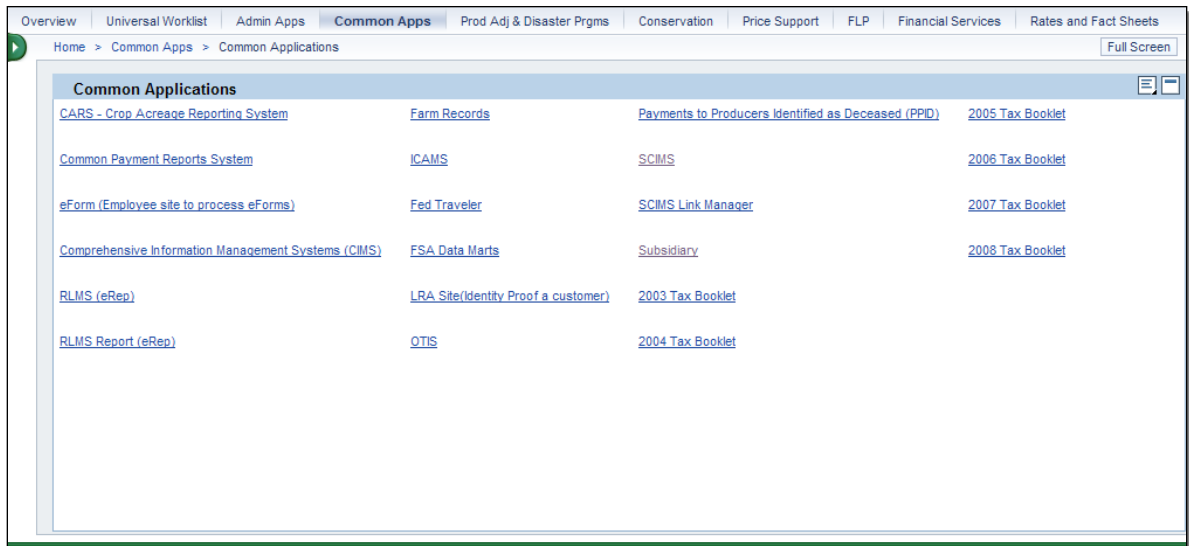 Overview Universal Worklist Admin Apps Common Apps Prod Adj & Disaster Prgms Conservation Price Support FLP Financial Services Rates and Fact Sheets
Home > Common Apps > Common Applications Full Screen
Common Applications
CARS - Crop Acreage Reporting System Farm Records Payments to Producers Identified as Deceased (PPID) 2005 Tax Booklet
Common Payment Reports System ICAMS SCIMS 2006 Tax Booklet
eForm (Employee site to process eForms) Fed Traveler SCIMS Link Manager 2007 Tax Booklet
Comprehensive Information Management Systems (CIMS) FSA Data Marts Subsidiary 2008 Tax Booklet
RLMS (eRep) LRA Site(Identity Proof a customer) 2003 Tax Booklet
RLMS Report (eRep) OTIS 2004 Tax Booklet